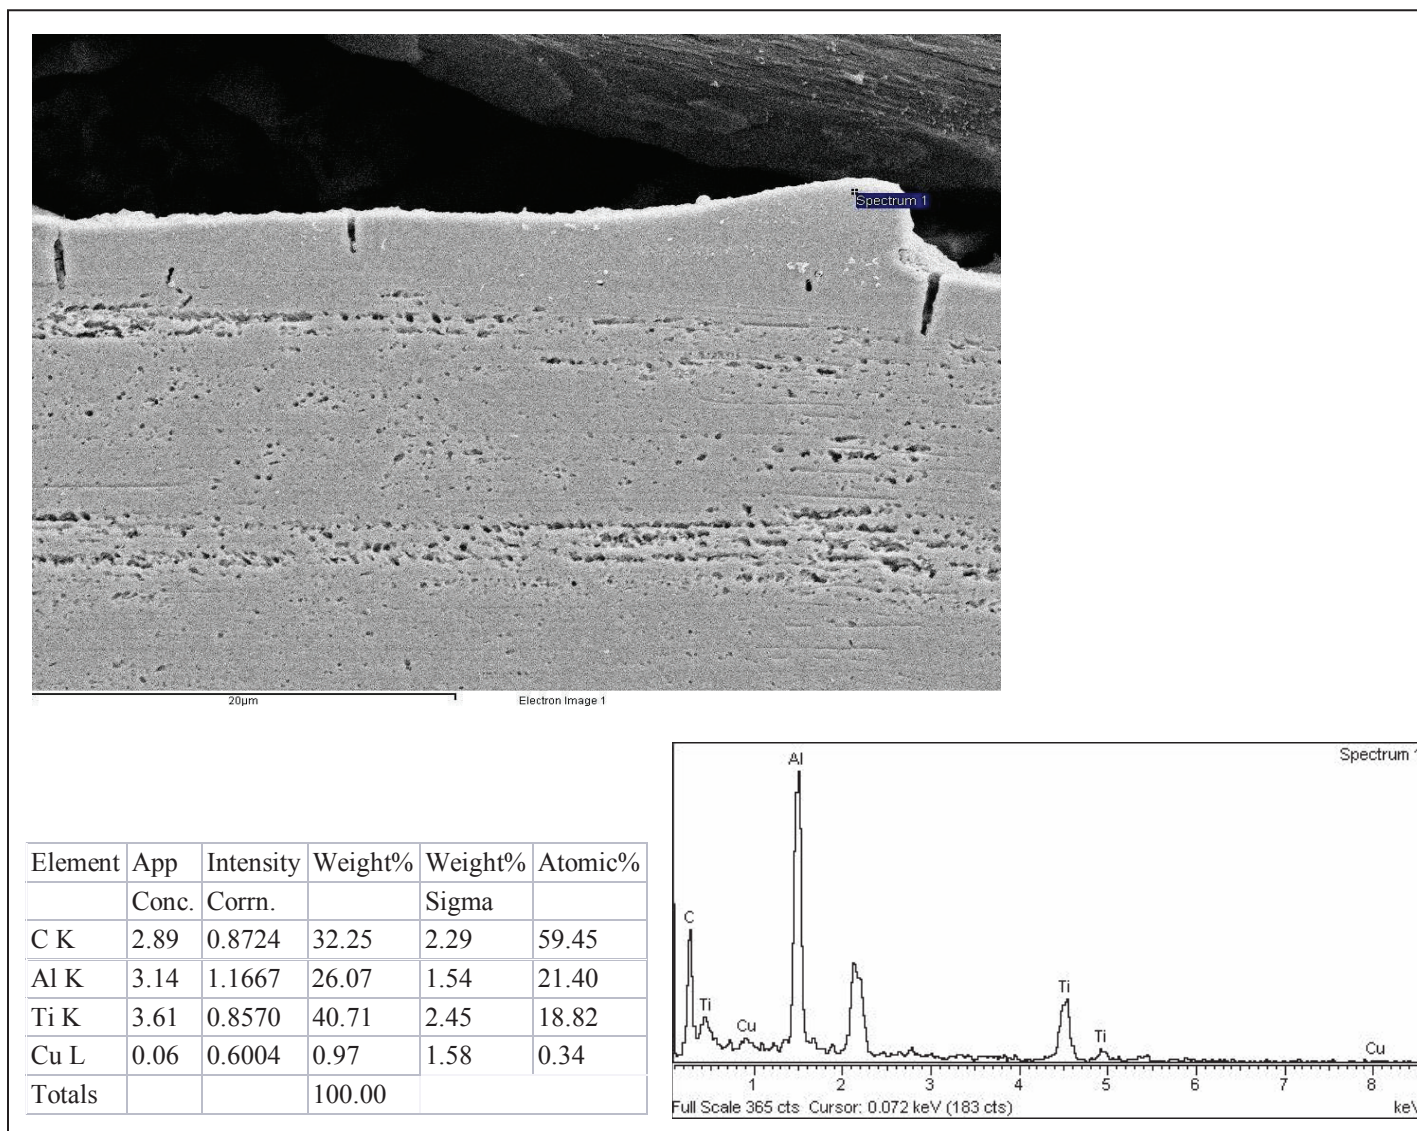 Spectrum 1
20µm
Electron Image 1
Spectrum 1
Al
C
Ti
Cu
Ti
Ti
Cu
1 2 3 4 5 6 7 8
Full Scale 365 cts Cursor: 0.072 keV (183 cts)
keV
Element App Intensity Weight% Weight% Atomic%
Conc. Corrn. Sigma
C K 2.89 0.8724 32.25 2.29 59.45
Al K 3.14 1.1667 26.07 1.54 21.40
Ti K 3.61 0.8570 40.71 2.45 18.82
Cu L 0.06 0.6004 0.97 1.58 0.34
Totals 100.00